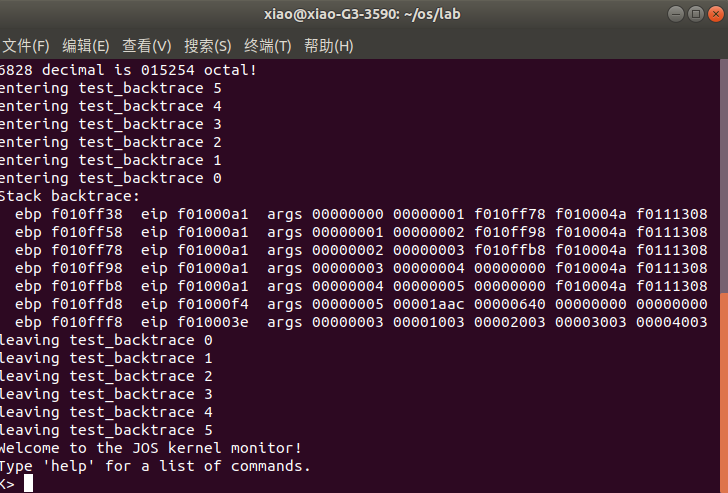 xiao@xiao-G3-3590: ~/os/lab
文件(F) 编辑(E) 查看(V) 搜索(S) 终端(T) 帮助(H)
6828 decimal is 015254 octal!
entering test_backtrace 5
entering test_backtrace 4
entering test_backtrace 3
entering test_backtrace 2
entering test_backtrace 1
entering test_backtrace 0
Stack backtrace:
  ebp f010ff38  eip f01000a1  args 00000000 00000001 f010ff78 f010004a f0111308
  ebp f010ff58  eip f01000a1  args 00000001 00000002 f010ff98 f010004a f0111308
  ebp f010ff78  eip f01000a1  args 00000002 00000003 f010ffb8 f010004a f0111308
  ebp f010ff98  eip f01000a1  args 00000003 00000004 00000000 f010004a f0111308
  ebp f010ffb8  eip f01000a1  args 00000004 00000005 00000000 f010004a f0111308
  ebp f010ffd8  eip f01000f4  args 00000005 00001aac 00000640 00000000 00000000
  ebp f010fff8  eip f010003e  args 00000003 00001003 00002003 00003003 00004003
leaving test_backtrace 0
leaving test_backtrace 1
leaving test_backtrace 2
leaving test_backtrace 3
leaving test_backtrace 4
leaving test_backtrace 5
Welcome to the JOS kernel monitor!
Type 'help' for a list of commands.
K>